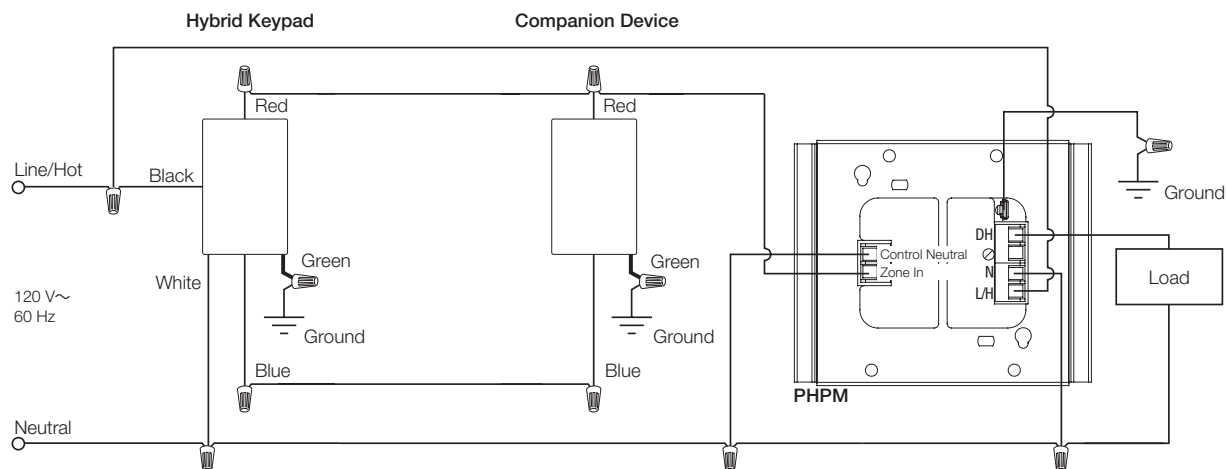 Hybrid Keypad
Companion Device
Red
Red
Line/Hot
Black
Ground
DH
Control Neutral
Green
Green
Zone In
N
Load
White
L/H
120 V~
60 Hz
Ground
Ground
Blue
Blue
PHPM
Neutral